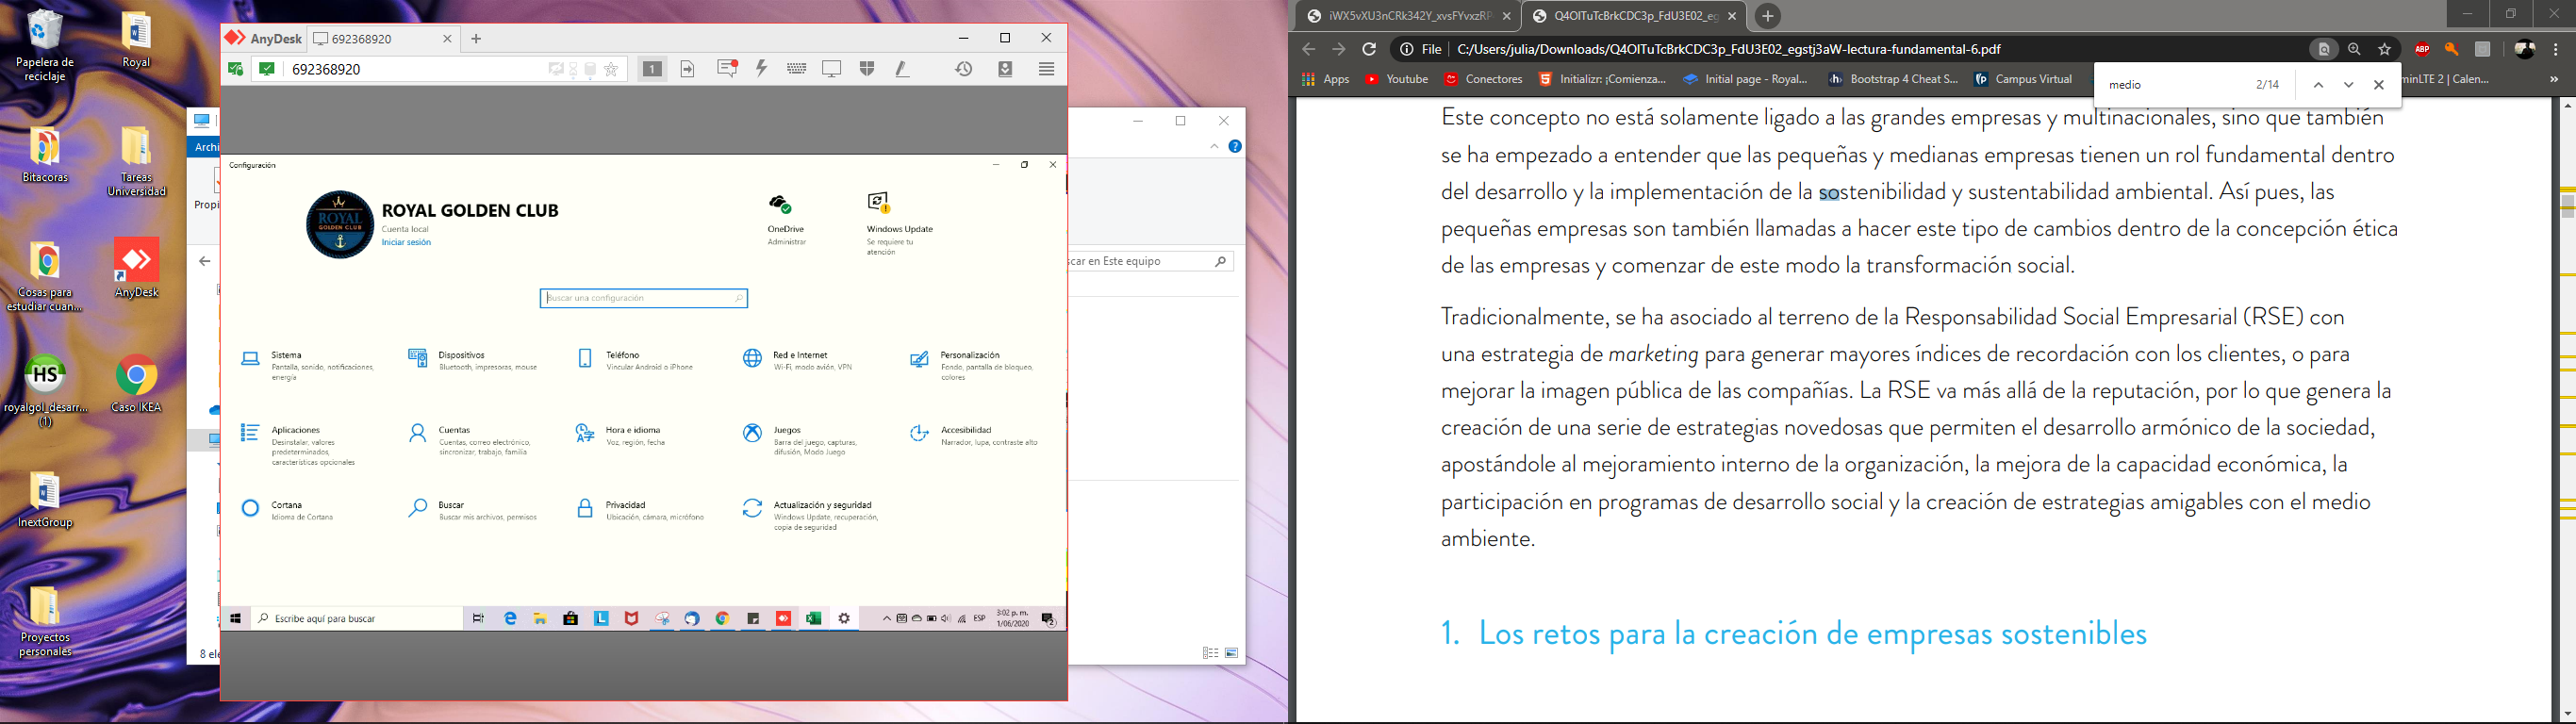 Papelera de
reciclaje
Royal
Bitacoras
Tareas
Universidad
Cosas para
estudiar cuan...
AnyDesk
HS
royalgol_desarr...
(1)
Caso IKEA
InextGroup
Proyectos
personales
AnyDesk
692368920
692368920
1
Archi
Propi
8 ele
scar en Este equipo
Configuración
ROYAL
GOLDEN CLUB
ROYAL GOLDEN CLUB
Cuenta local
Iniciar sesión
OneDrive
Administrar
Windows Update
Se requiere tu
atención
Buscar una configuración
Sistema
Pantalla, sonido, notificaciones,
energía
Dispositivos
Bluetooth, impresoras, mouse
Teléfono
Vincular Android o iPhone
Red e Internet
Wi-Fi, modo avión, VPN
Personalización
Fondo, pantalla de bloqueo,
colores
Aplicaciones
Desinstalar, valores
predeterminados,
características opcionales
Cuentas
Cuentas, correo electrónico,
sincronizar, trabajo, familia
Hora e idioma
Voz, región, fecha
Juegos
Barra del juego, capturas,
difusión, Modo Juego
Accesibilidad
Narrador, lupa, contraste alto
Cortana
Idioma de Cortana
Buscar
Buscar mis archivos, permisos
Privacidad
Ubicación, cámara, micrófono
Actualización y seguridad
Windows Update, recuperación,
copia de seguridad
Escribe aquí para buscar
ESP
3:02 p. m.
1/06/2020
2
iWX5vXU3nCRk342Y_xvsFYvxzRP
Q4OlTuTcBrkCDC3p_FdU3E02_eg
File
C:/Users/julia/Downloads/Q4OlTuTcBrkCDC3p_FdU3E02_egstj3aW-lectura-fundamental-6.pdf
ABP
Apps
Youtube
Conectores
Initializr: ¡Comienza...
Initial page - Royal...
Bootstrap 4 Cheat S...
Campus Virtual
minLTE 2 | Calen...
»
medio
2/14
Este concepto no está solamente ligado a las grandes empresas y multinacionales, sino que también
se ha empezado a entender que las pequeñas y medianas empresas tienen un rol fundamental dentro
del desarrollo y la implementación de la sostenibilidad y sustentabilidad ambiental. Así pues, las
pequeñas empresas son también llamadas a hacer este tipo de cambios dentro de la concepción ética
de las empresas y comenzar de este modo la transformación social.
Tradicionalmente, se ha asociado al terreno de la Responsabilidad Social Empresarial (RSE) con
una estrategia de marketing para generar mayores índices de recordación con los clientes, o para
mejorar la imagen pública de las compañías. La RSE va más allá de la reputación, por lo que genera la
creación de una serie de estrategias novedosas que permiten el desarrollo armónico de la sociedad,
apostándole al mejoramiento interno de la organización, la mejora de la capacidad económica, la
participación en programas de desarrollo social y la creación de estrategias amigables con el medio
ambiente.
1. Los retos para la creación de empresas sostenibles